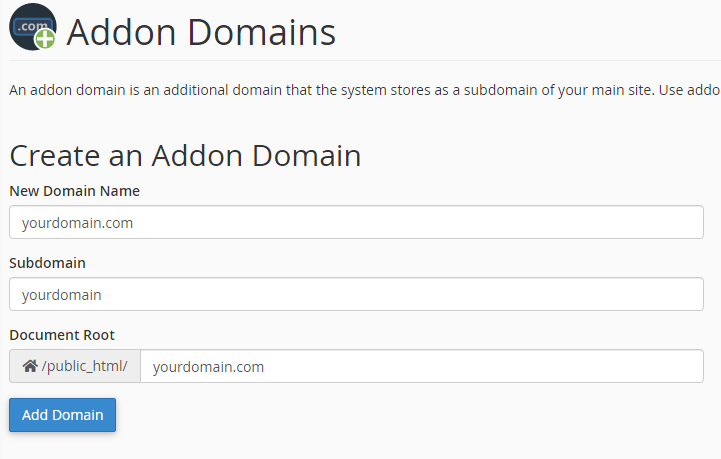 .com
Addon Domains
An addon domain is an additional domain that the system stores as a subdomain of your main site. Use addo
Create an Addon Domain
New Domain Name
yourdomain.com
Subdomain
yourdomain
Document Root
/public_html/ yourdomain.com
Add Domain